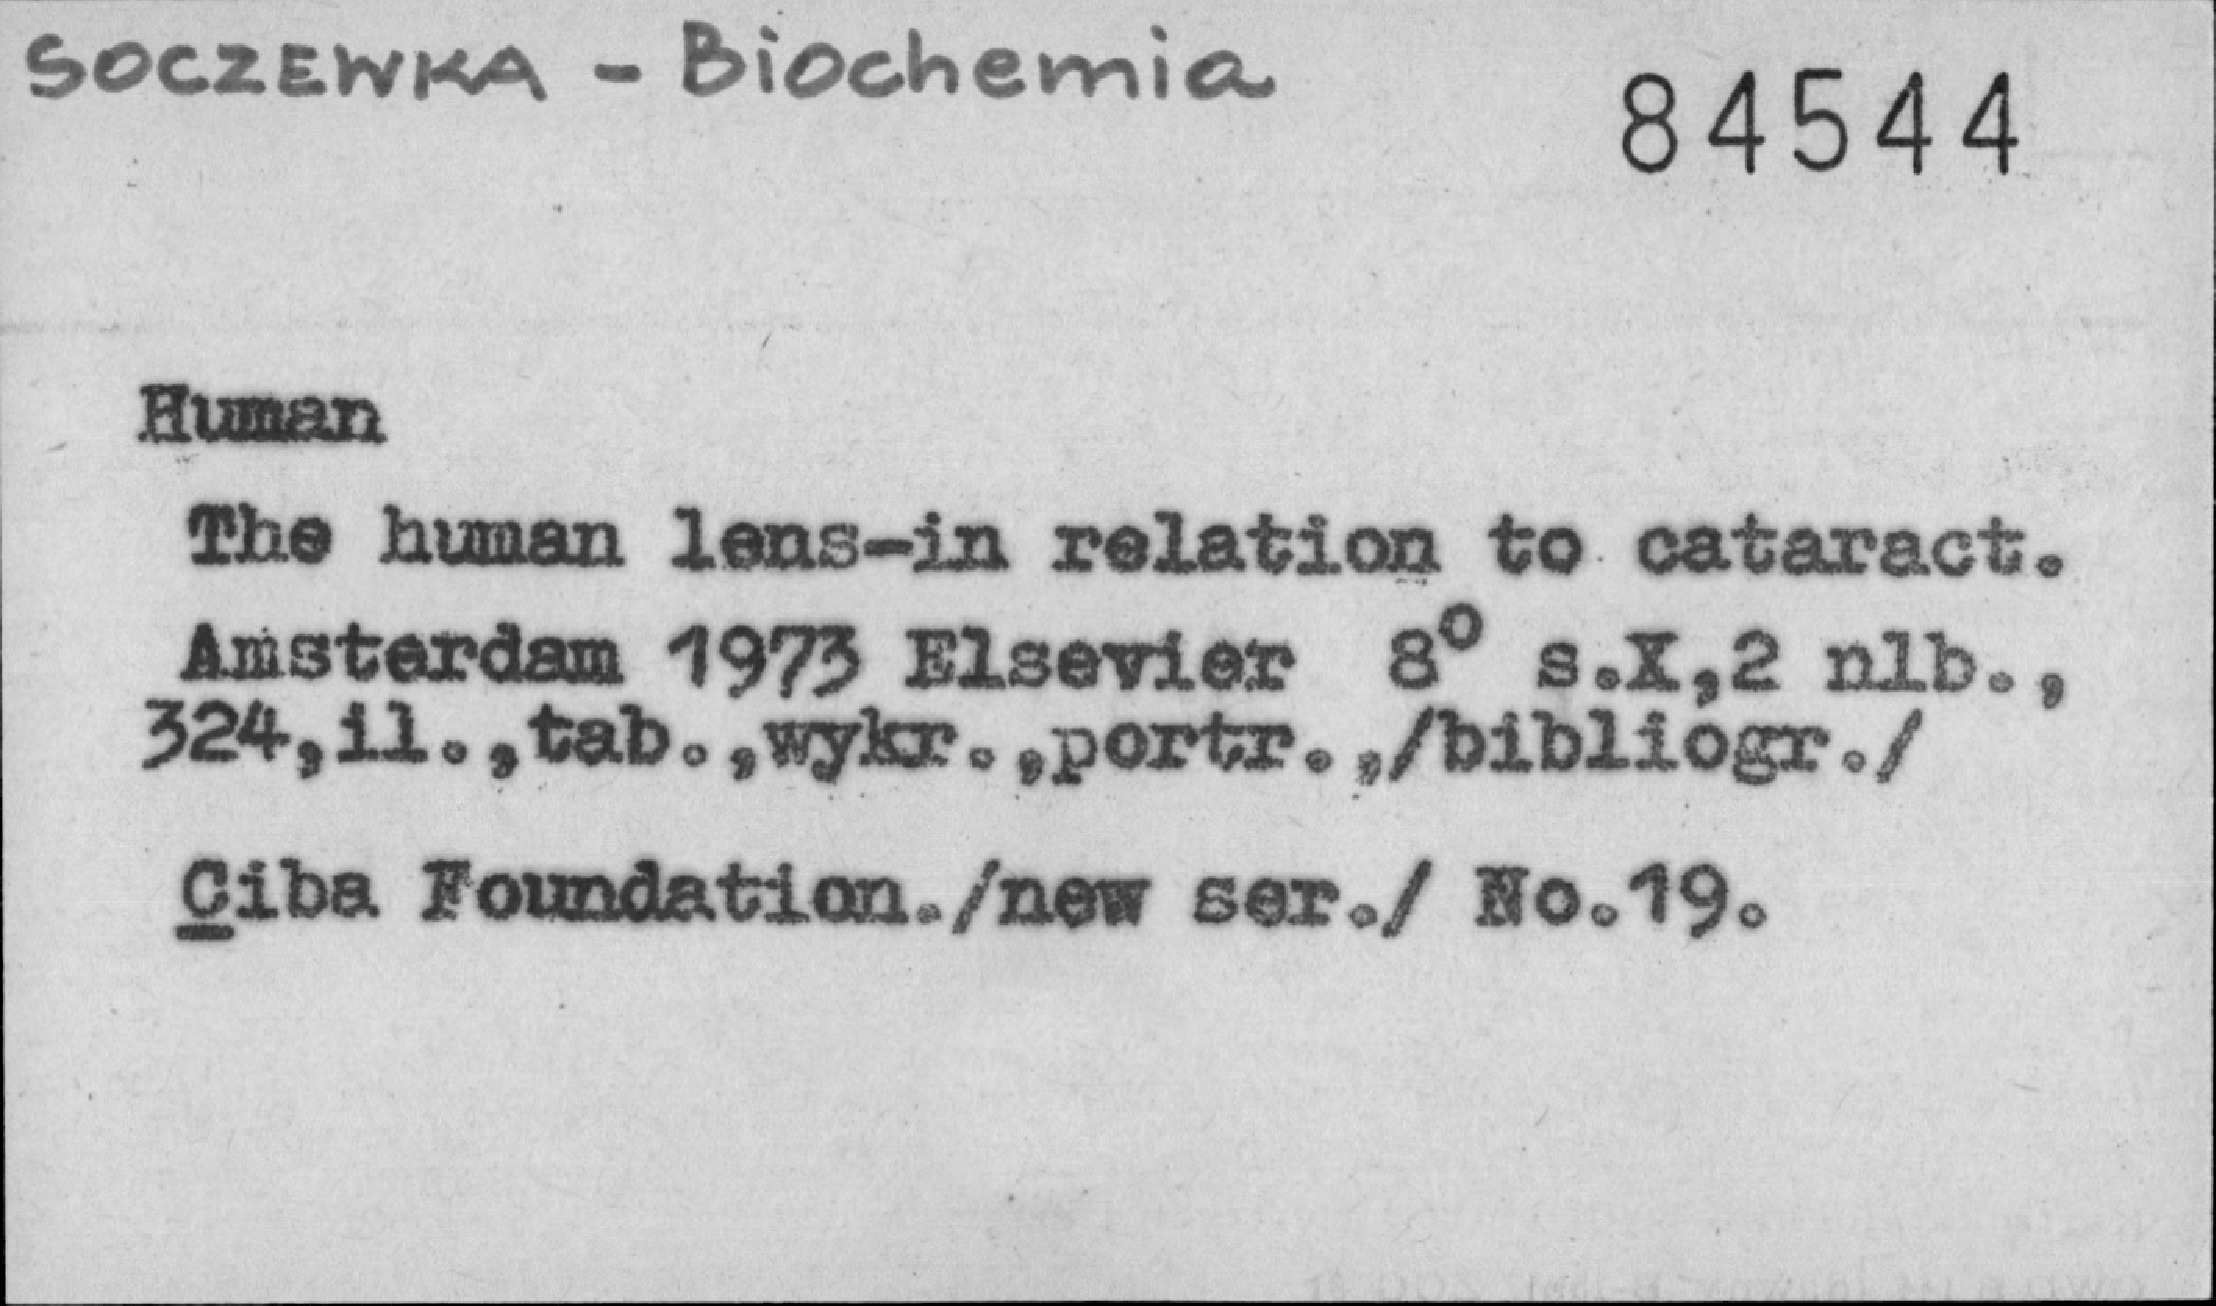 SOCZEWKA - Biochemia
84544
Human
The human lens-in relation to cataract.
Amsterdam 1973 Elsevier 8° s.X,2 nlb.,
324,il.,tab.,wykr.,portr.,/bibliogr./
Ciba Foundation./new ser./ No.19.